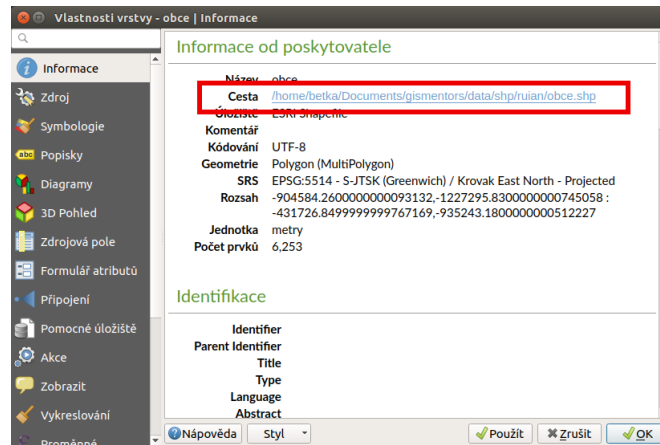 Vlastnosti vrstvy - obce | Informace
Informace
Zdroj
Symbologie
abc Popisky
Diagramy
3D Pohled
Zdrojová pole
Formulář atributů
Připojení
Pomocné úložiště
Akce
Zobrazit
Vykreslování
Proměnné
Informace od poskytovatele
Název obce
Cesta /home/betka/Documents/gismentors/data/shp/ruian/obce.shp
Úložiště ESRI Shapefile
Komentář
Kódování UTF-8
Geometrie Polygon (MultiPolygon)
SRS EPSG:5514 - S-JTSK (Greenwich) / Krovak East North - Projected
Rozsah -904584.2600000000093132,-1227295.8300000000745058 :
-431726.8499999999767169,-935243.1800000000512227
Jednotka metry
Počet prvků 6,253
Identifikace
Identifier
Parent Identifier
Title
Type
Language
Abstract
Nápověda Styl Použít Zrušit OK